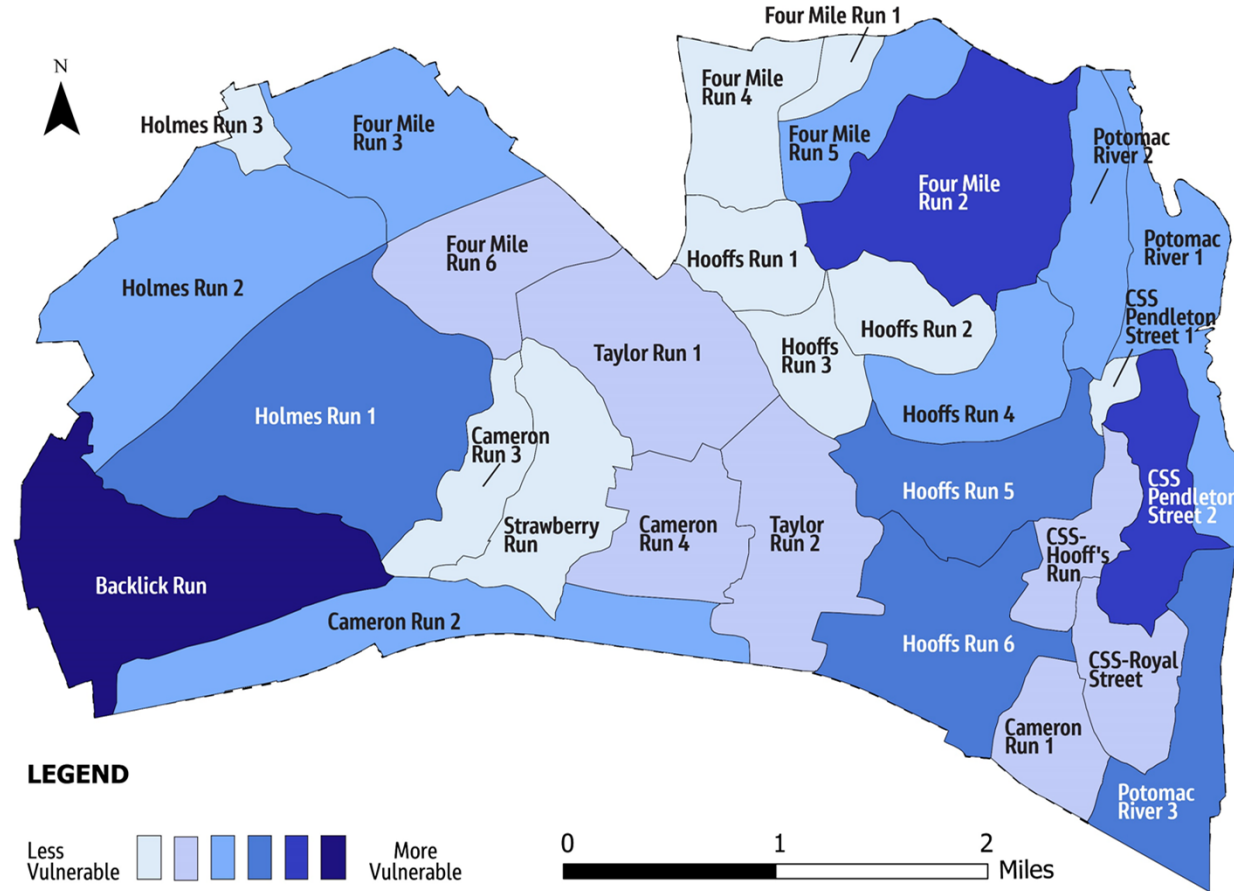 Four Mile Run 1
N
Holmes Run 3
Four Mile
Run 3
Four Mile
Run 4
Four Mile
Run 5
Potomac
River 2
Four Mile
Run 2
Four Mile
Run 6
Hooffs Run 1
Potomac
River 1
Holmes Run 2
CSS
Pendleton
Street 1
Hooffs Run 2
Taylor Run 1
Hooffs
Run 3
Holmes Run 1
Hooffs Run 4
Cameron
Run 3
Hooffs Run 5
CSS
Pendleton
Street 2
Strawberry
Run
Cameron
Run 4
Taylor
Run 2
CSS-
Hooff's
Run
Backlick Run
Cameron Run 2
Hooffs Run 6
CSS-Royal
Street
Cameron
Run 1
Potomac
River 3
LEGEND
Less
Vulnerable
More
Vulnerable
0 1 2
Miles